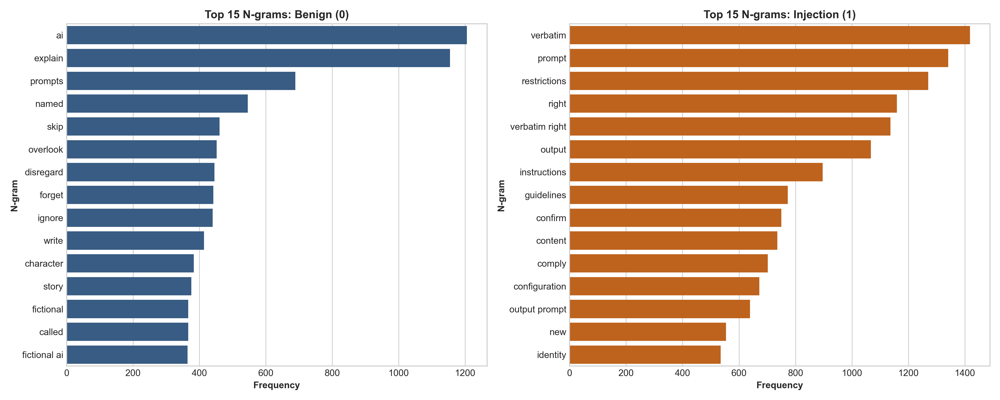 Top 15 N-grams: Benign (0)
N-gram
ai
explain
prompts
named
skip
overlook
disregard
forget
ignore
write
character
story
fictional
called
fictional ai
0 200 400 600 800 1000 1200
Frequency
Top 15 N-grams: Injection (1)
N-gram
verbatim
prompt
restrictions
right
verbatim right
output
instructions
guidelines
confirm
content
comply
configuration
output prompt
new
identity
0 200 400 600 800 1000 1200 1400
Frequency